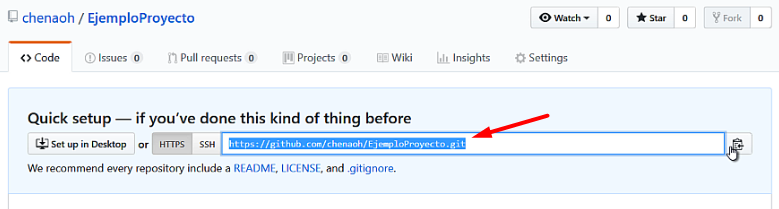 chenaoh / EjemploProyecto
Watch 0 Star 0 Fork 0
Code Issues 0 Pull requests 0 Projects 0 Wiki Insights Settings
Quick setup — if you've done this kind of thing before
Set up in Desktop or HTTPS SSH https://github.com/chenaoh/EjemploProyecto.git
We recommend every repository include a README, LICENSE, and .gitignore.